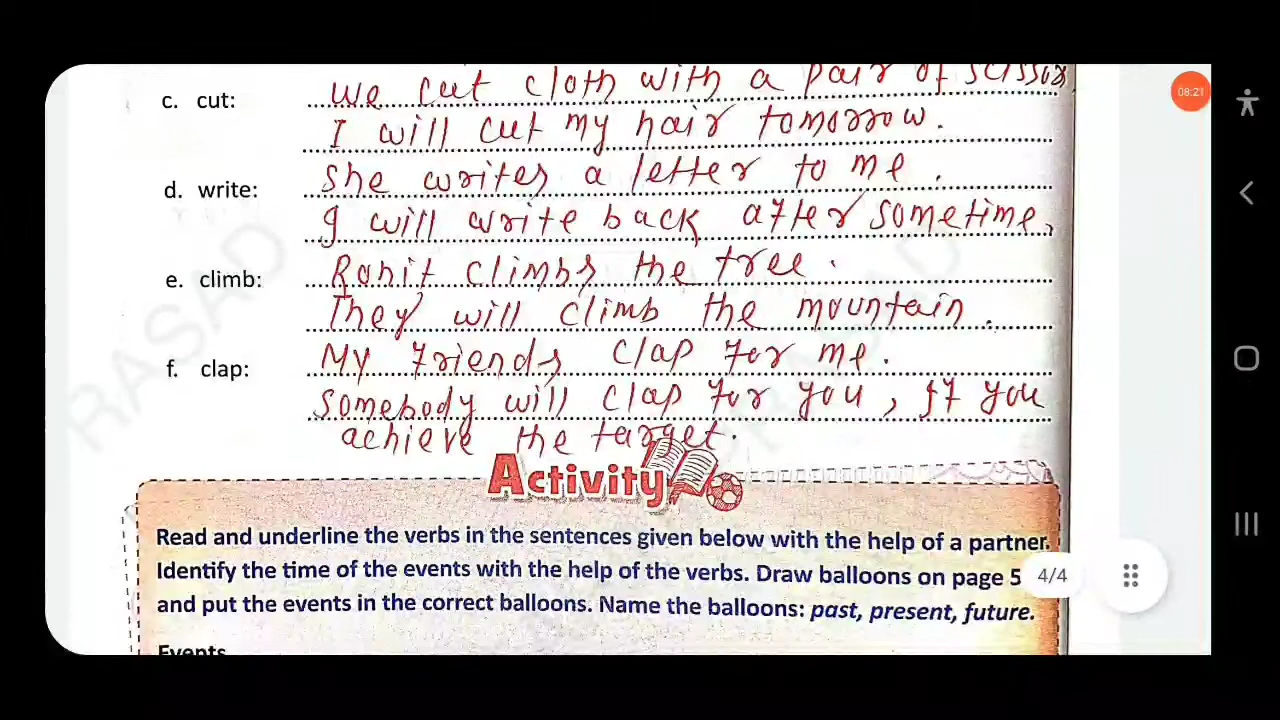 We cut cloth with a pair of scissors
c. cut:
I will cut my hair tomorrow.
08:21
d. write:
She writes a letter to me.
I will write back after sometime.
e. climb:
Rohit climbs the tree.
They will climb the mountain.
f. clap:
My friends clap for me.
Somebody will clap for you, if you
achieve the target.
Activity
Read and underline the verbs in the sentences given below with the help of a partner.
Identify the time of the events with the help of the verbs. Draw balloons on page 5
4/4
and put the events in the correct balloons. Name the balloons: past, present, future.
Events
RASAD